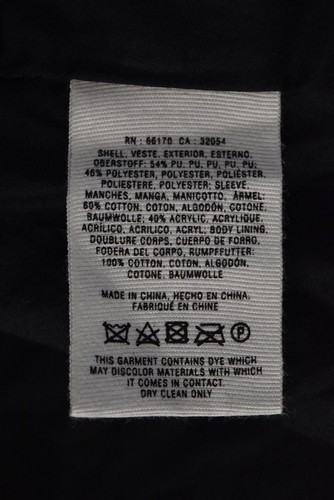 RN : 66170 CA : 32054
SHELL, VESTE, EXTERIOR, ESTERNO,
OBERSTOFF: 54% PU, PU, PU, PU, PU;
46% POLYESTER, POLYESTER, POLIÉSTER,
POLIESTERE, POLYESTER; SLEEVE,
MANCHES, MANGA, MANICOTTO, ÄRMEL:
60% COTTON, COTON, ALGODÓN, COTONE,
BAUMWOLLE; 40% ACRYLIC, ACRYLIQUE,
ACRÍLICO, ACRILICO, ACRYL, BODY LINING,
DOUBLURE CORPS, CUERPO DE FORRO,
FODERA DEL CORPO, RUMPFFUTTER:
100% COTTON, COTON, ALGODÓN,
COTONE, BAUMWOLLE
MADE IN CHINA, HECHO EN CHINA,
FABRIQUÉ EN CHINE
P
THIS GARMENT CONTAINS DYE WHICH
MAY DISCOLOR MATERIALS WITH WHICH
IT COMES IN CONTACT.
DRY CLEAN ONLY